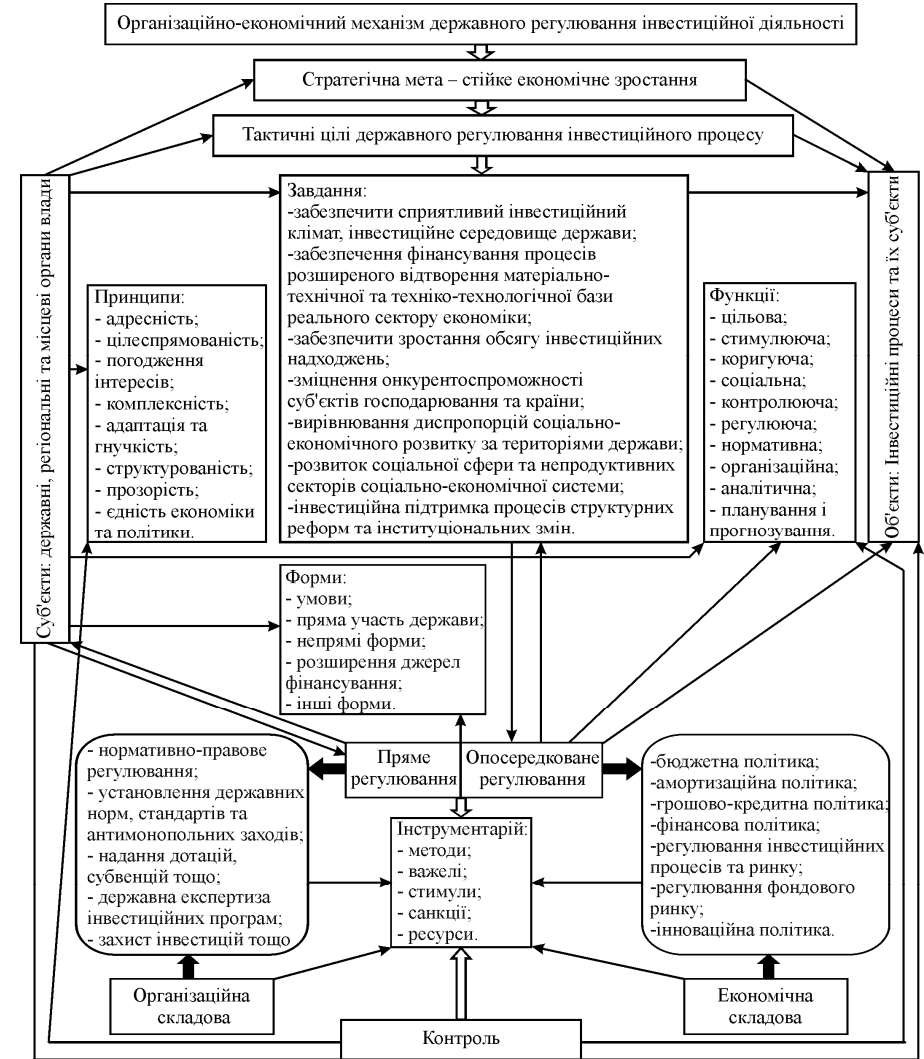 Організаційно-економічний механізм державного регулювання інвестиційної діяльності
Стратегічна мета – стійке економічне зростання
Тактичні цілі державного регулювання інвестиційного процесу
Суб'єкти: державні, регіональні та місцеві органи влади
Принципи:
- адресність;
- цілеспрямованість;
- погодження
інтересів;
- комплексність;
- адаптація та
гнучкість;
- структурованість;
- прозорість;
- єдність економіки
та політики.
Завдання:
-забезпечити сприятливий інвестиційний
клімат, інвестиційне середовище держави;
-забезпечення фінансування процесів
розширеного відтворення матеріально-
технічної та техніко-технологічної бази
реального сектору економіки;
-забезпечити зростання обсягу інвестиційних
надходжень;
-зміцнення онкурентоспроможності
суб'єктів господарювання та країни;
-вирівнювання диспропорцій соціально-
економічного розвитку за територіями держави;
-розвиток соціальної сфери та непродуктивних
секторів соціально-економічної системи;
-інвестиційна підтримка процесів структурних
реформ та інституціональних змін.
Функції:
- цільова;
- стимулююча;
- коригуюча;
- соціальна;
- контролююча;
- регулююча;
- нормативна;
- організаційна;
- аналітична;
- планування і
прогнозування.
Об'єкти: Інвестиційні процеси та їх суб'єкти
Форми:
- умови;
- пряма участь держави;
- непрямі форми;
- розширення джерел
фінансування;
- інші форми.
Пряме
регулювання
Опосередковане
регулювання
- нормативно-правове
регулювання;
- установлення державних
норм, стандартів та
антимонопольних заходів;
- надання дотацій,
субвенцій тощо;
- державна експертиза
інвестиційних програм;
- захист інвестицій тощо
Інструментарій:
- методи;
- важелі;
- стимули;
- санкції;
- ресурси.
-бюджетна політика;
-амортизаційна політика;
-грошово-кредитна політика;
-фінансова політика;
-регулювання інвестиційних
процесів та ринку;
-регулювання фондового
ринку;
-інноваційна політика.
Організаційна
складова
Контроль
Економічна
складова